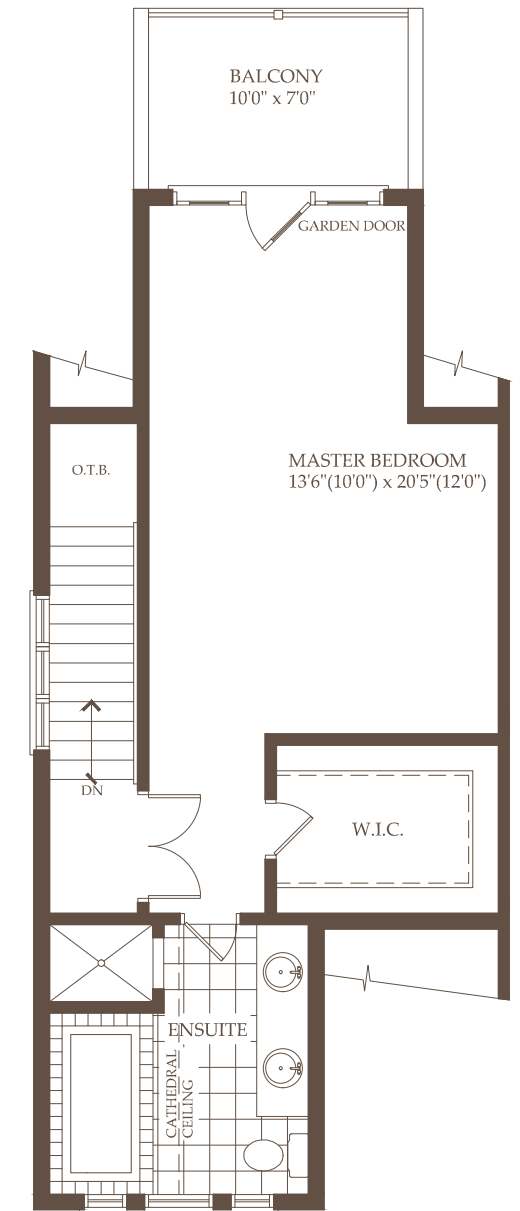 BALCONY
10'0" x 7'0"
GARDEN DOOR
O.T.B.
MASTER BEDROOM
13'6"(10'0") x 20'5"(12'0")
DN
W.I.C.
ENSUITE
CATHEDRAL
CEILING